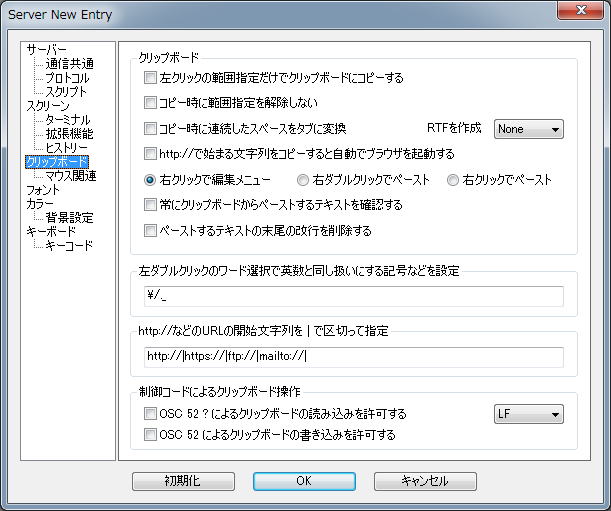 Server New Entry
サーバー
通信共通
プロトコル
スクリプト
スクリーン
ターミナル
拡張機能
ヒストリー
クリップボード
マウス関連
フォント
カラー
背景設定
キーボード
キーコード
クリップボード
左クリックの範囲指定だけでクリップボードにコピーする
コピー時に範囲指定を解除しない
コピー時に連続したスペースをタブに変換 RTFを作成 None
http://で始まる文字列をコピーすると自動でブラウザを起動する
右クリックで編集メニュー 右ダブルクリックでペースト 右クリックでペースト
常にクリップボードからペーストするテキストを確認する
ペーストするテキストの末尾の改行を削除する
左ダブルクリックのワード選択で英数と同し扱いにする記号などを設定
¥/_
http://などのURLの開始文字列を | で区切って指定
http://|https://|ftp://|mailto://|
制御コードによるクリップボード操作
OSC 52 ? によるクリップボードの読み込みを許可する LF
OSC 52 によるクリップボードの書き込みを許可する
初期化 OK キャンセル